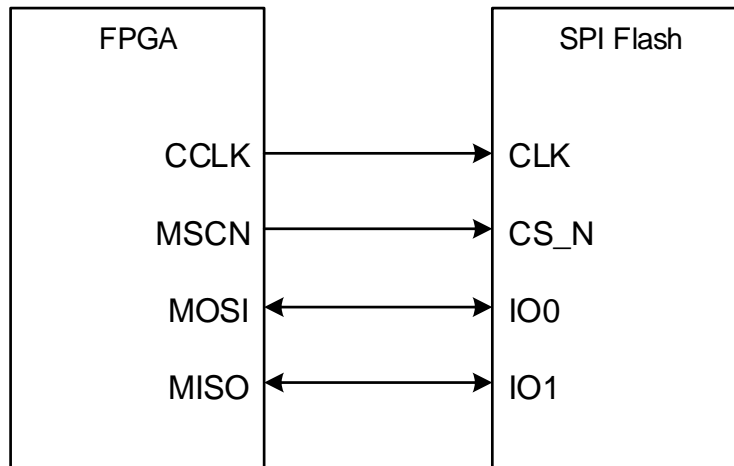 FPGA SPI Flash
CCLK CLK
MSCN CS_N
MOSI IO0
MISO IO1